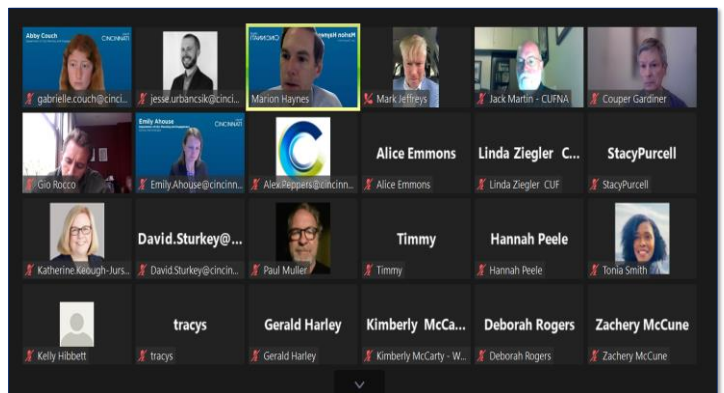 Abby Couch
CINCINNATI
gabrielle.couch@cinci...
jesse.urbancsik@cinci...
Marion Haynes
Mark Jeffreys
Jack Martin - CUFNA
Couper Gardiner
Emily Ahouse
CINCINNATI
Gio Rocco
Emily.Ahouse@cincinn...
Alex.Peppers@cincinn...
Alice Emmons
Alice Emmons
Linda Ziegler C...
Linda Ziegler CUF
StacyPurcell
StacyPurcell
Katherine.Keough-Jurs...
David.Sturkey@...
David.Sturkey@cincin...
Paul Muller
Timmy
Timmy
Hannah Peele
Hannah Peele
Tonia Smith
Kelly Hibbett
tracys
tracys
Gerald Harley
Gerald Harley
Kimberly McCa...
Kimberly McCarty - W...
Deborah Rogers
Deborah Rogers
Zachery McCune
Zachery McCune